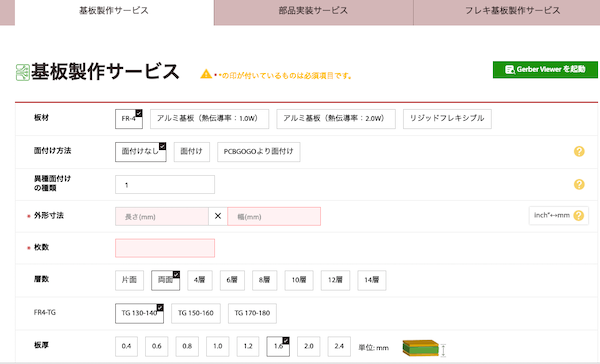 基板製作サービス 部品実装サービス フレキ基板製作サービス
基板製作サービス * *の印が付いているものは必須項目です。 Gerber Viewer を起動
板材 FR-4 アルミ基板（熱伝導率：1.0W） アルミ基板（熱伝導率：2.0W） リジッドフレキシブル
面付け方法 面付けなし 面付け PCBGOGOより面付け ?
異種面付け
の種類 1 ?
* 外形寸法 長さ(mm) × 幅(mm) inch"↔mm ?
* 枚数
層数 片面 両面 4層 6層 8層 10層 12層 14層
FR4-TG TG 130-140 TG 150-160 TG 170-180
板厚 0.4 0.6 0.8 1.0 1.2 1.6 2.0 2.4 単位: mm